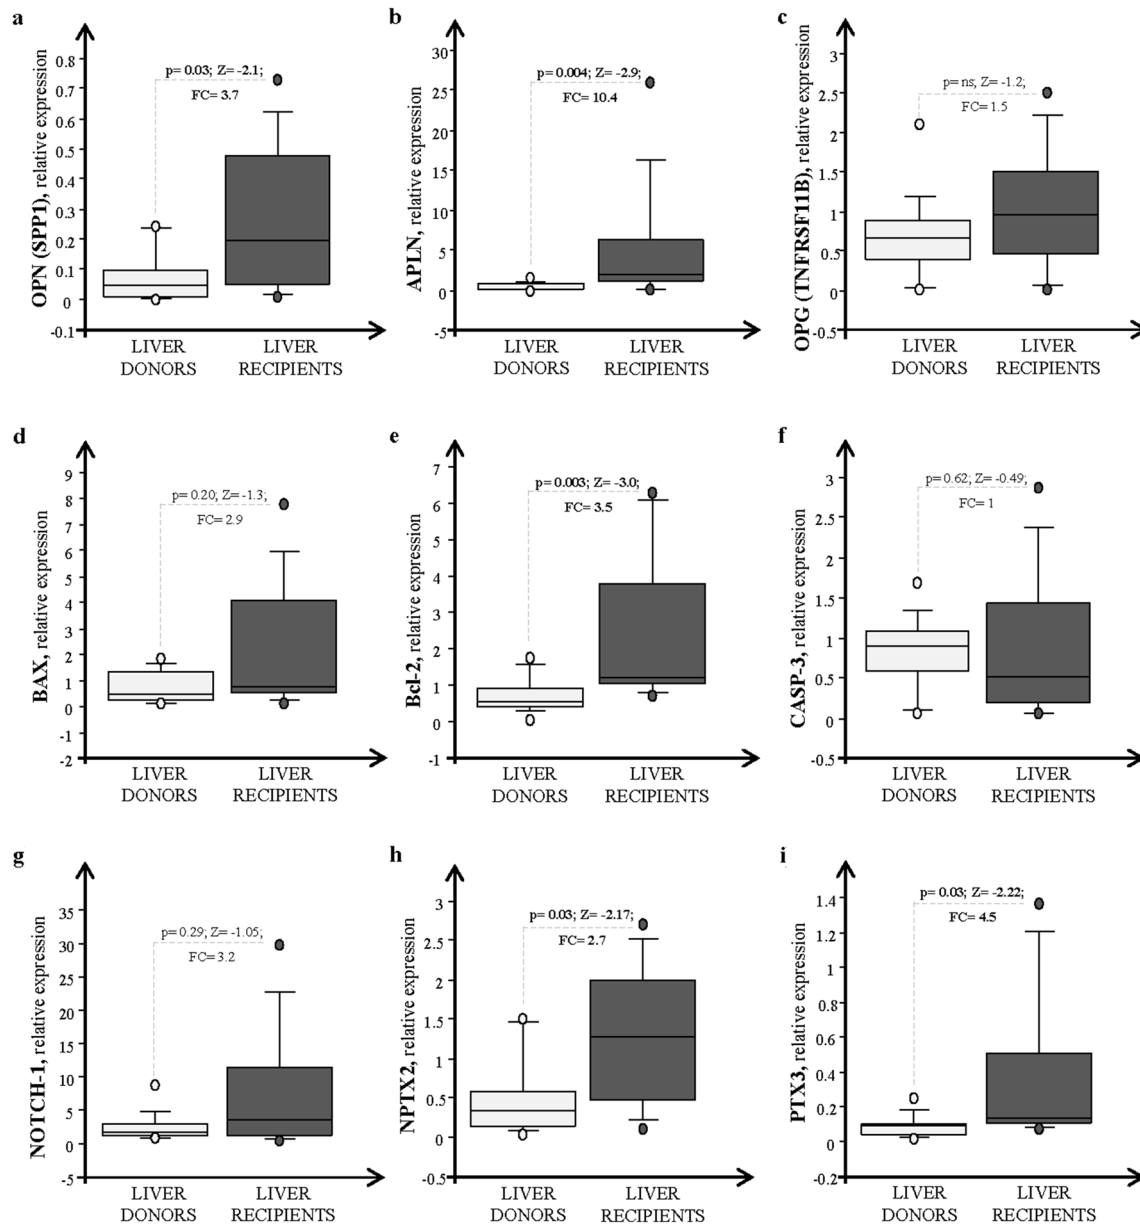 a
OPN (SPP1), relative expression
0.8
0.7
0.6
0.5
0.4
0.3
0.2
0.1
0
-0.1
p= 0.03; Z= -2.1;
FC= 3.7
LIVER DONORS
LIVER RECIPIENTS
b
APLN, relative expression
30
25
20
15
10
5
0
-5
p= 0.004; Z= -2.9;
FC= 10.4
LIVER DONORS
LIVER RECIPIENTS
c
OPG (TNFRSF11B), relative expression
3
2.5
2
1.5
1
0.5
0
-0.5
p= ns, Z= -1.2;
FC= 1.5
LIVER DONORS
LIVER RECIPIENTS
d
BAX, relative expression
9
8
7
6
5
4
3
2
1
0
-1
-2
p= 0.20; Z= -1.3;
FC= 2.9
LIVER DONORS
LIVER RECIPIENTS
e
Bcl-2, relative expression
7
6
5
4
3
2
1
0
-1
p= 0.003; Z= -3.0;
FC= 3.5
LIVER DONORS
LIVER RECIPIENTS
f
CASP-3, relative expression
3
2.5
2
1.5
1
0.5
0
-0.5
p= 0.62; Z= -0.49;
FC= 1
LIVER DONORS
LIVER RECIPIENTS
g
NOTCH-1, relative expression
35
30
25
20
15
10
5
0
-5
p= 0.29; Z= -1.05;
FC= 3.2
LIVER DONORS
LIVER RECIPIENTS
h
NPTX2, relative expression
3
2.5
2
1.5
1
0.5
0
-0.5
p= 0.03; Z= -2.17;
FC= 2.7
LIVER DONORS
LIVER RECIPIENTS
i
PTX3, relative expression
1.4
1.2
1
0.8
0.6
0.4
0.2
0
-0.2
p= 0.03; Z= -2.22;
FC= 4.5
LIVER DONORS
LIVER RECIPIENTS